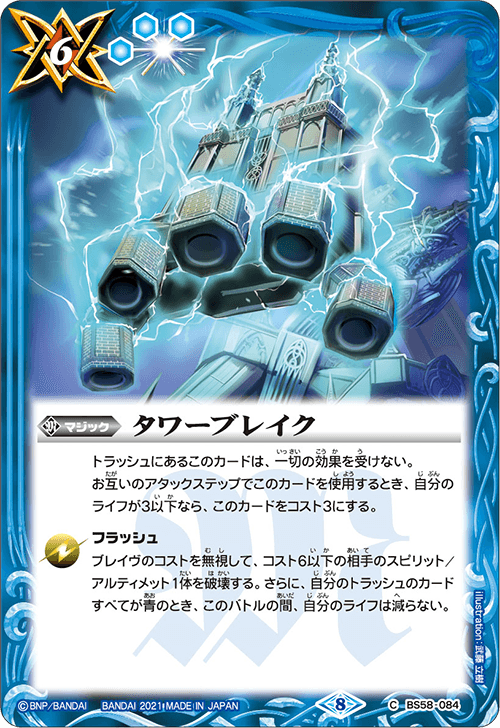 6
マジック
タワーブレイク
トラッシュにあるこのカードは、一切の効果を受けない。
お互いのアタックステップでこのカードを使用するとき、自分の
ライフが3以下なら、このカードをコスト3にする。
フラッシュ
ブレイヴのコストを無視して、コスト6以下の相手のスピリット／
アルティメット1体を破壊する。さらに、自分のトラッシュのカード
すべてが青のとき、このバトルの間、自分のライフは減らない。
illustration：武藤 立樹
©BNP/BANDAI BANDAI 2021 MADE IN JAPAN
8
C BS58-084